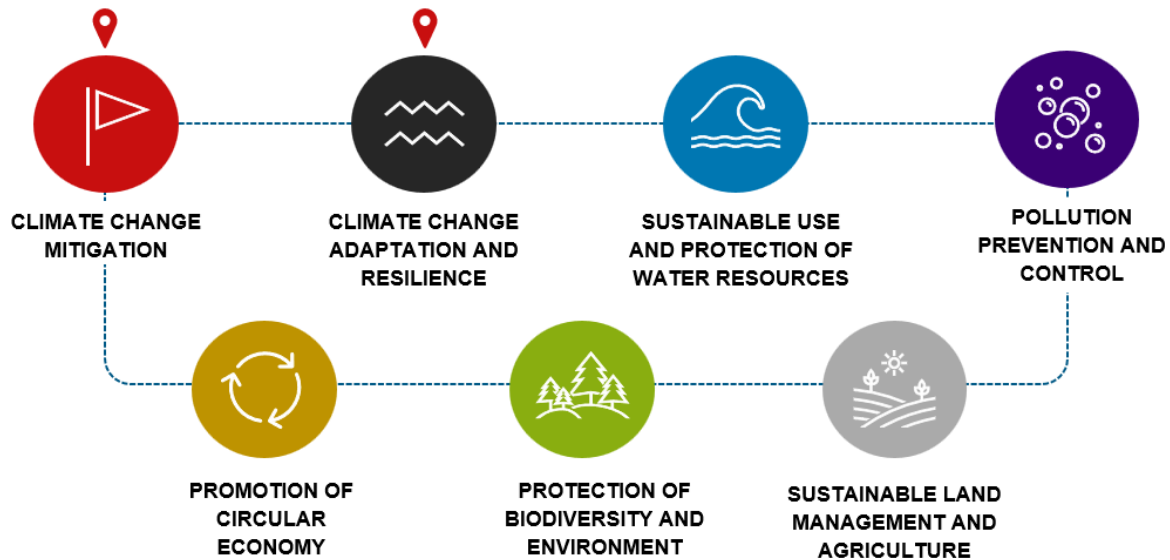 CLIMATE CHANGE
MITIGATION
CLIMATE CHANGE
ADAPTATION AND
RESILIENCE
SUSTAINABLE USE
AND PROTECTION OF
WATER RESOURCES
POLLUTION
PREVENTION AND
CONTROL
PROMOTION OF
CIRCULAR
ECONOMY
PROTECTION OF
BIODIVERSITY AND
ENVIRONMENT
SUSTAINABLE LAND
MANAGEMENT AND
AGRICULTURE